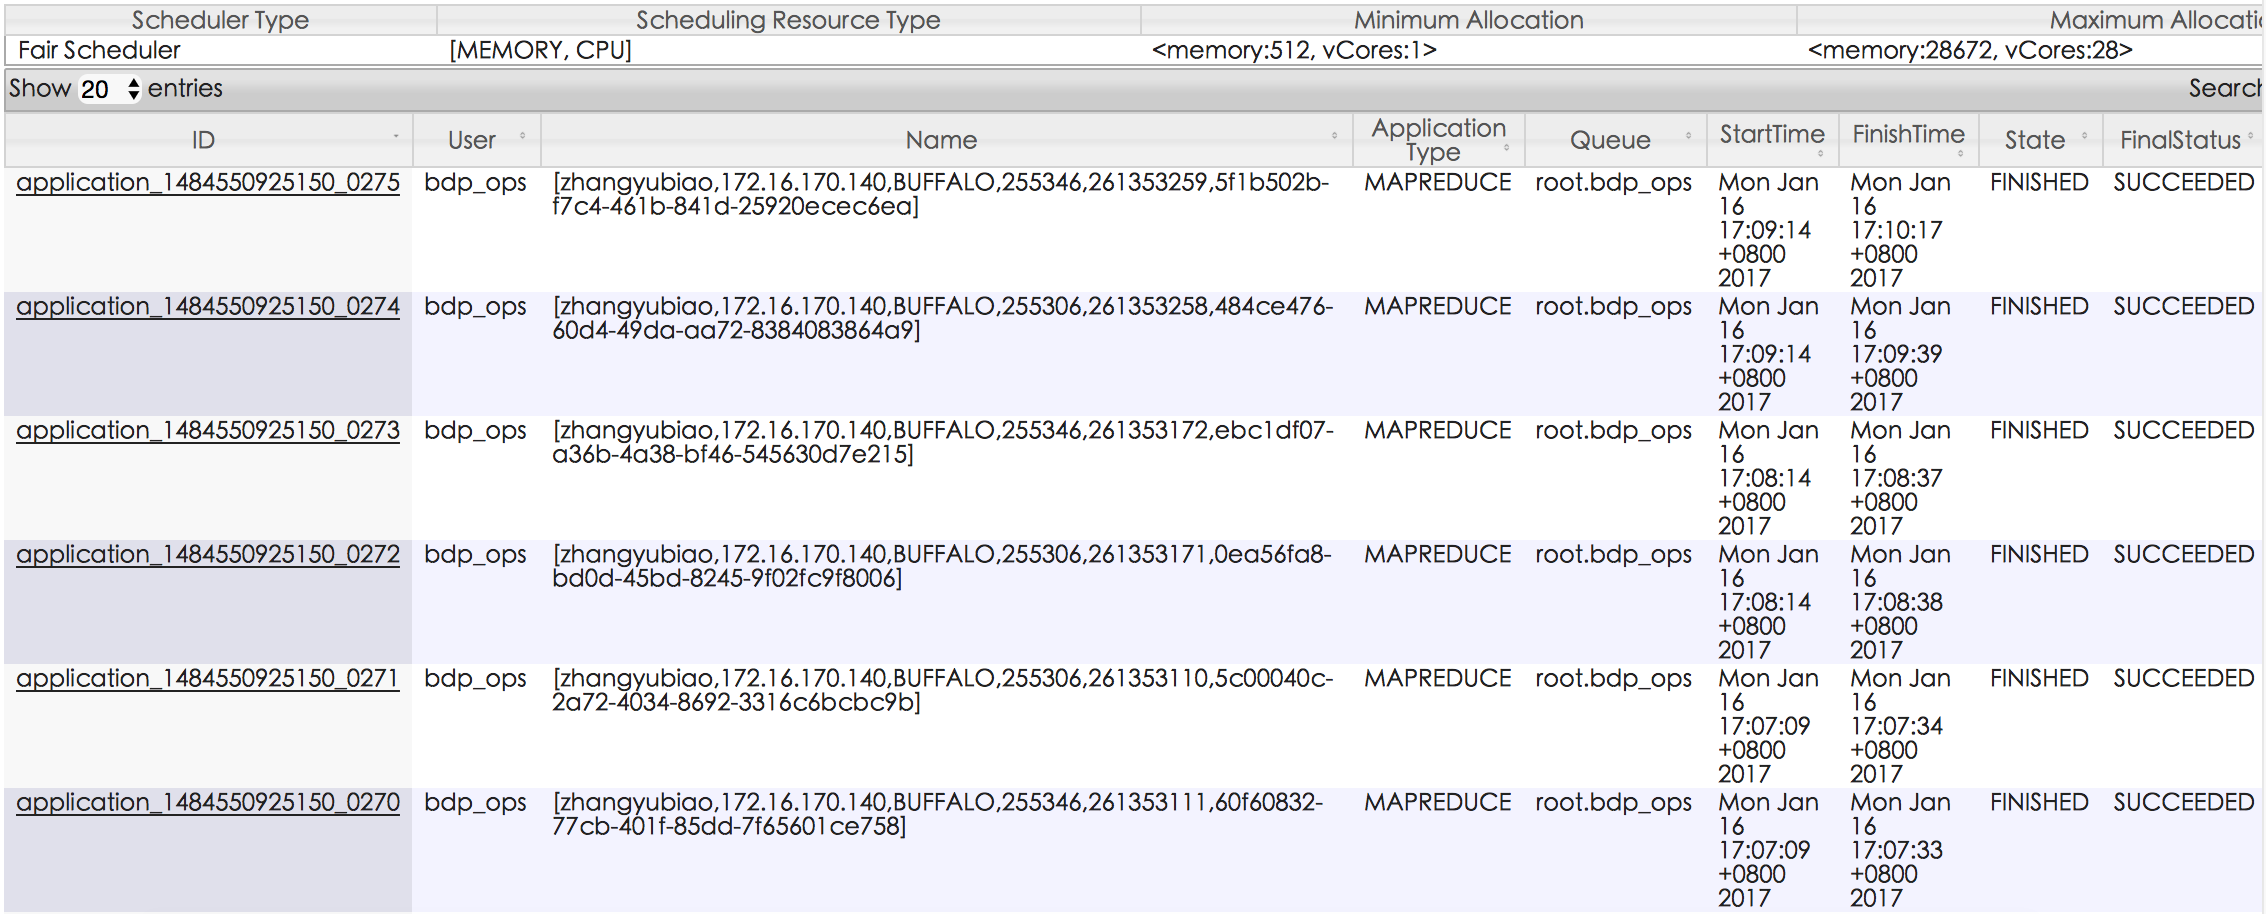 Scheduler Type Scheduling Resource Type Minimum Allocation Maximum Allocati
Fair Scheduler [MEMORY, CPU] <memory:512, vCores:1> <memory:28672, vCores:28>
Show 20 entries Search
ID User Name Application Type Queue StartTime FinishTime State FinalStatus
application_1484550925150_0275 bdp_ops [zhangyubiao,172.16.170.140,BUFFALO,255346,261353259,5f1b502b- MAPREDUCE root.bdp_ops Mon Jan Mon Jan FINISHED SUCCEEDED
f7c4-461b-841d-25920ecec6ea] 16 16
17:09:14 17:10:17
+0800 +0800
2017 2017
application_1484550925150_0274 bdp_ops [zhangyubiao,172.16.170.140,BUFFALO,255306,261353258,484ce476- MAPREDUCE root.bdp_ops Mon Jan Mon Jan FINISHED SUCCEEDED
60d4-49da-aa72-8384083864a9] 16 16
17:09:14 17:09:39
+0800 +0800
2017 2017
application_1484550925150_0273 bdp_ops [zhangyubiao,172.16.170.140,BUFFALO,255346,261353172,ebc1df07- MAPREDUCE root.bdp_ops Mon Jan Mon Jan FINISHED SUCCEEDED
a36b-4a38-bf46-545630d7e215] 16 16
17:08:14 17:08:37
+0800 +0800
2017 2017
application_1484550925150_0272 bdp_ops [zhangyubiao,172.16.170.140,BUFFALO,255306,261353171,0ea56fa8- MAPREDUCE root.bdp_ops Mon Jan Mon Jan FINISHED SUCCEEDED
bd0d-45bd-8245-9f02fc9f8006] 16 16
17:08:14 17:08:38
+0800 +0800
2017 2017
application_1484550925150_0271 bdp_ops [zhangyubiao,172.16.170.140,BUFFALO,255306,261353110,5c00040c- MAPREDUCE root.bdp_ops Mon Jan Mon Jan FINISHED SUCCEEDED
2a72-4034-8692-3316c6bcbc9b] 16 16
17:07:09 17:07:34
+0800 +0800
2017 2017
application_1484550925150_0270 bdp_ops [zhangyubiao,172.16.170.140,BUFFALO,255346,261353111,60f60832- MAPREDUCE root.bdp_ops Mon Jan Mon Jan FINISHED SUCCEEDED
77cb-401f-85dd-7f65601ce758] 16 16
17:07:09 17:07:33
+0800 +0800
2017 2017